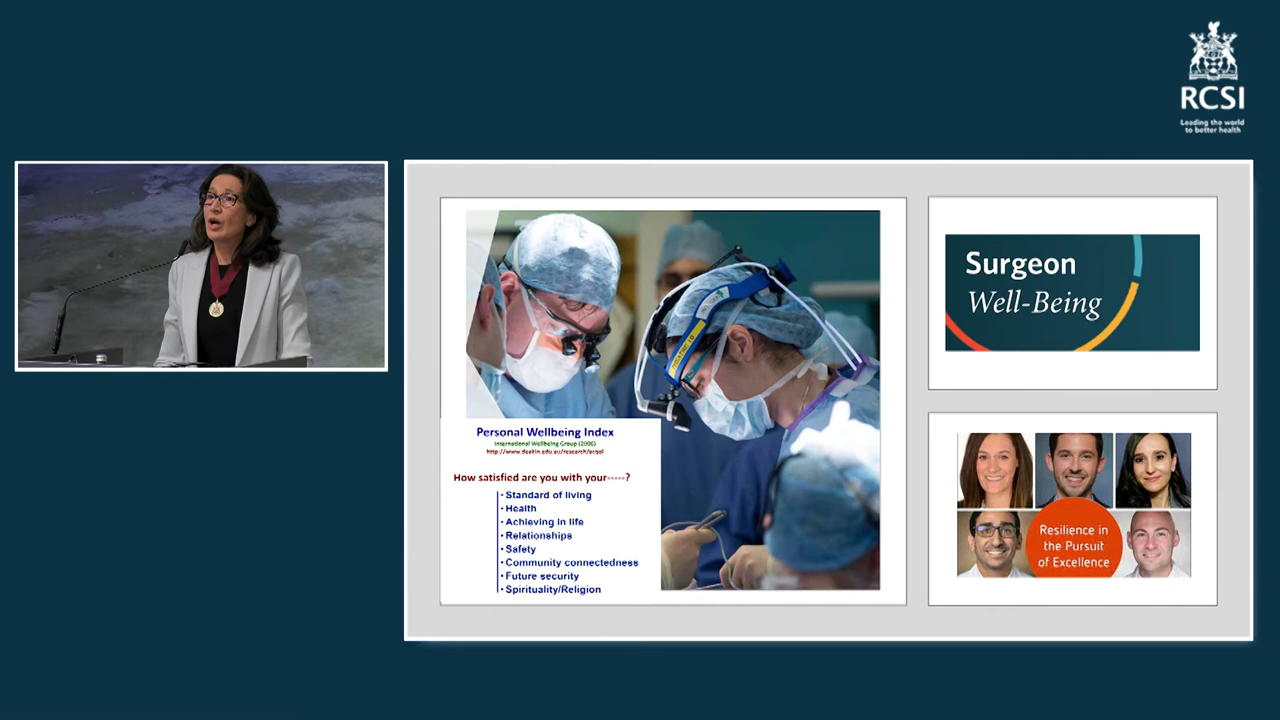 RCSI
Leading the world
to better health
Surgeon
Well-Being
Personal Wellbeing Index
International Wellbeing Group (2006)
http://www.deakin.edu.au/research/acqol
How satisfied are you with your-----?
• Standard of living
• Health
• Achieving in life
• Relationships
• Safety
• Community connectedness
• Future security
• Spirituality/Religion
Resilience in
the Pursuit
of Excellence